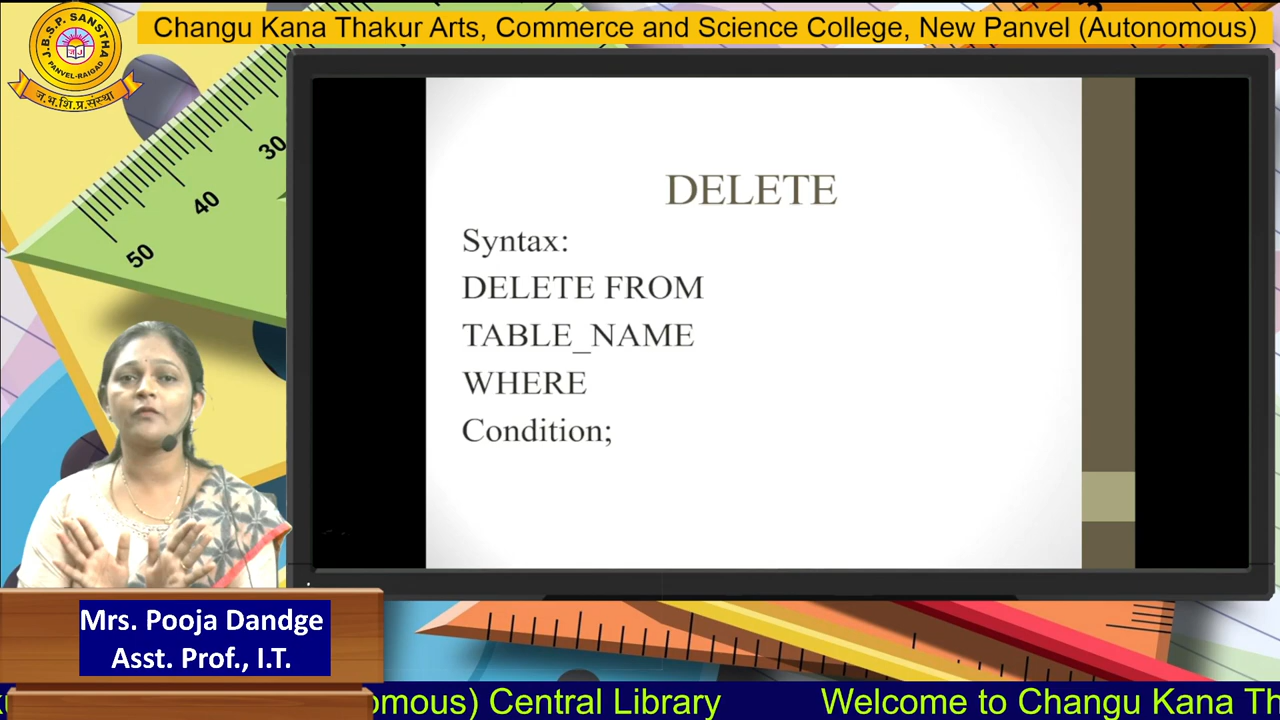 Changu Kana Thakur Arts, Commerce and Science College, New Panvel (Autonomous)
J.B.S.P. SANSTHA
PANVEL-RAIGAD
ज.भ.शि.प्र.संस्था
30
40
50
DELETE
Syntax:
DELETE FROM
TABLE_NAME
WHERE
Condition;
Mrs. Pooja Dandge
Asst. Prof., I.T.
omous) Central Library
Welcome to Changu Kana Th